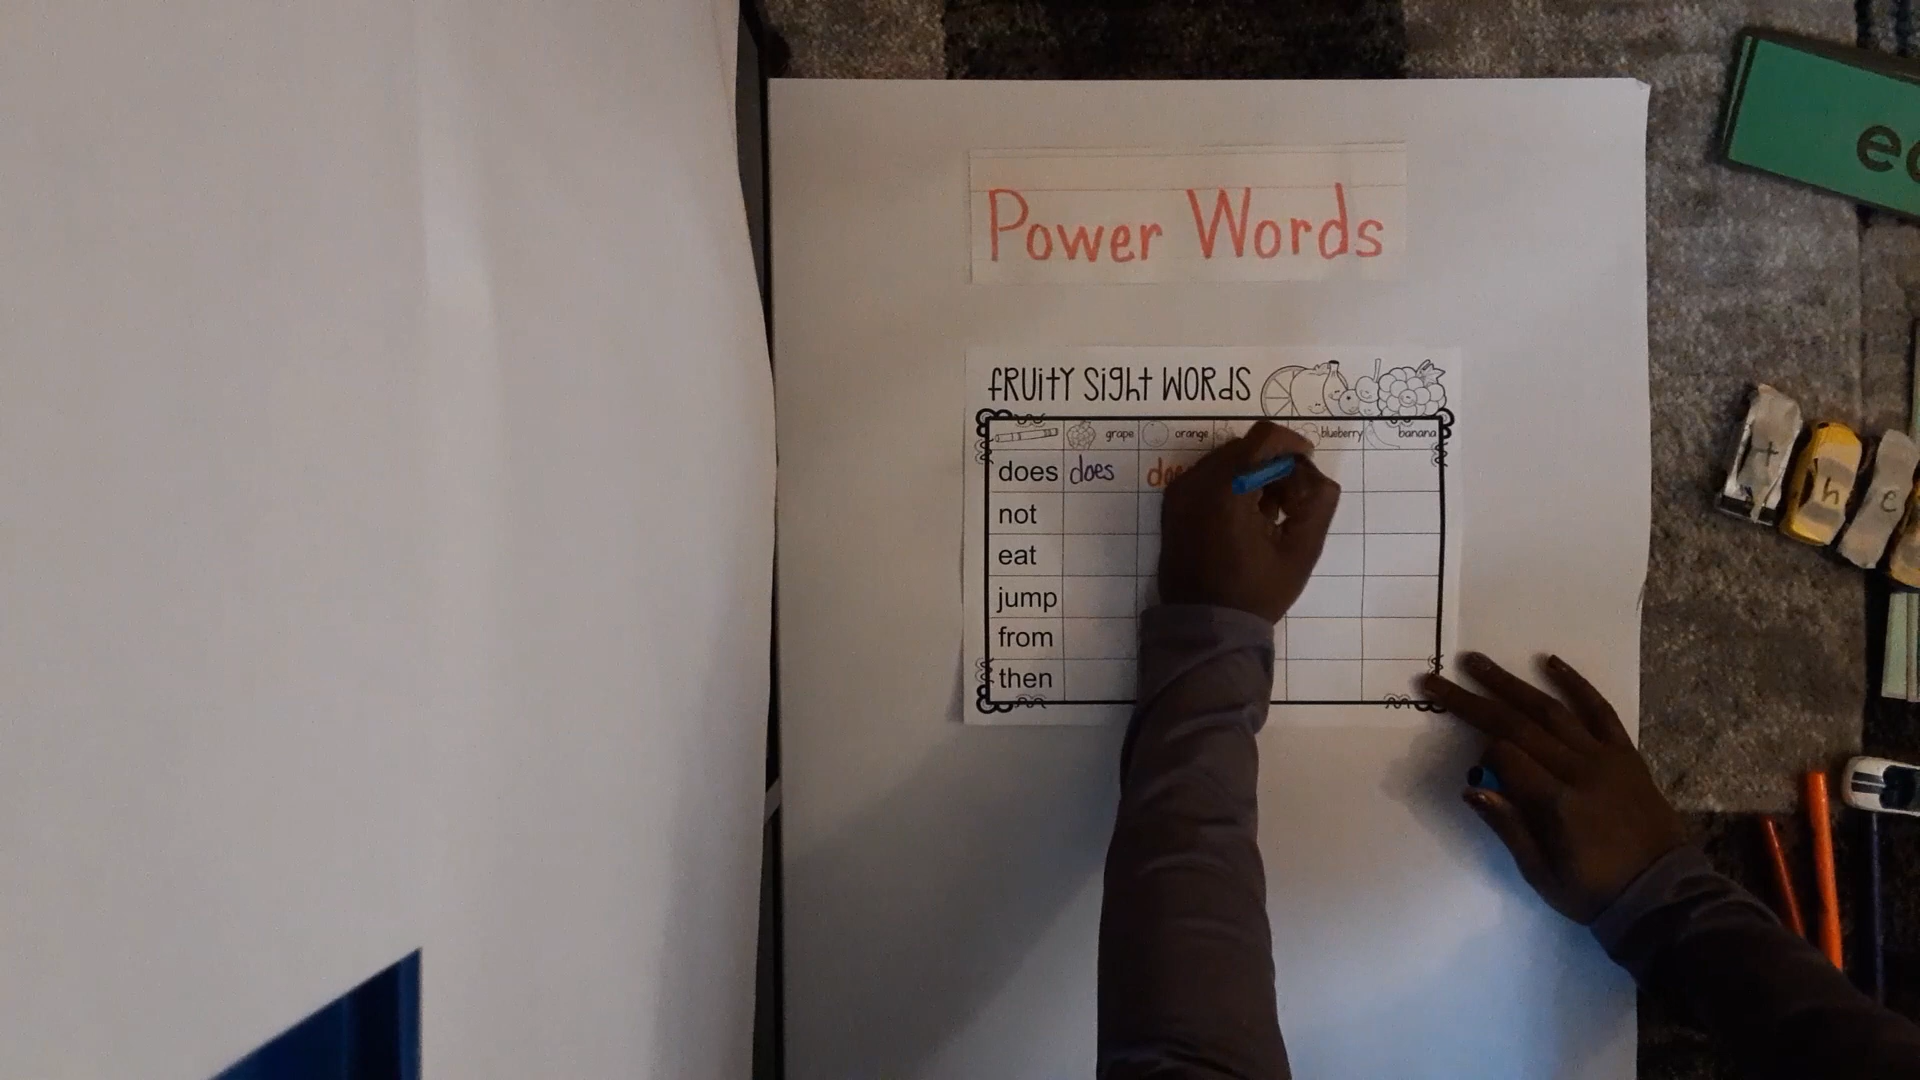 Power Words
fRUitY SiGht WORdS
grape orange blueberry banana
does does
not
eat
jump
from
then
t h e